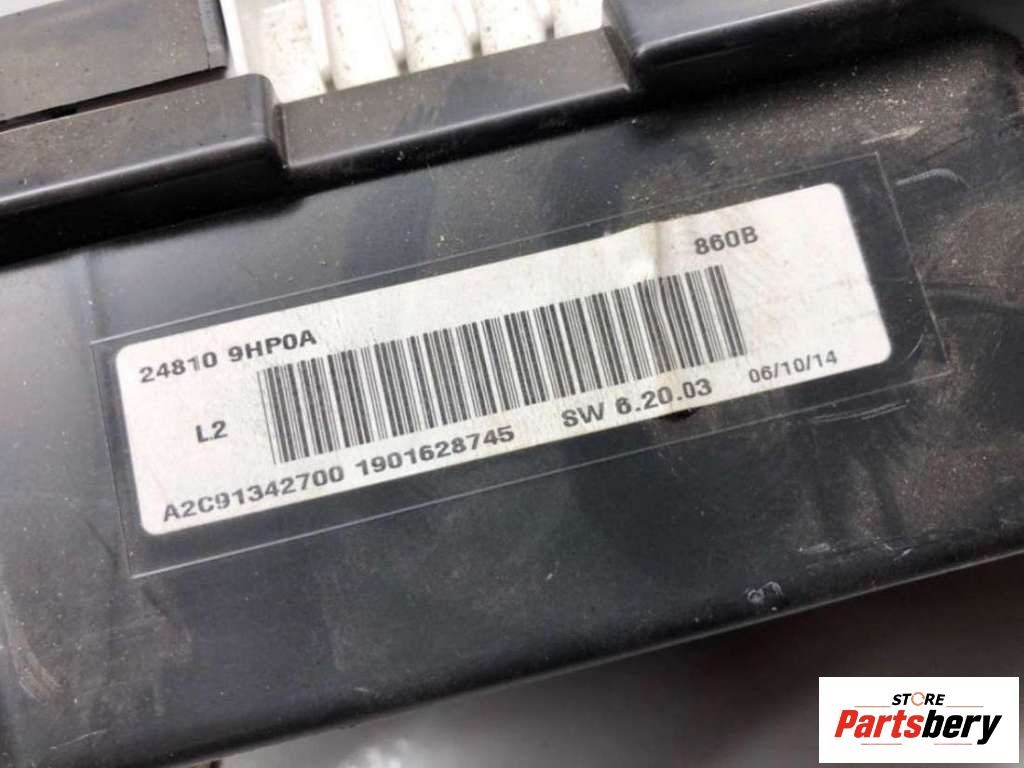 860B
24810 9HP0A
L2
A2C91342700 1901628745 SW 6.20.03 06/10/14
STORE
Partsbery